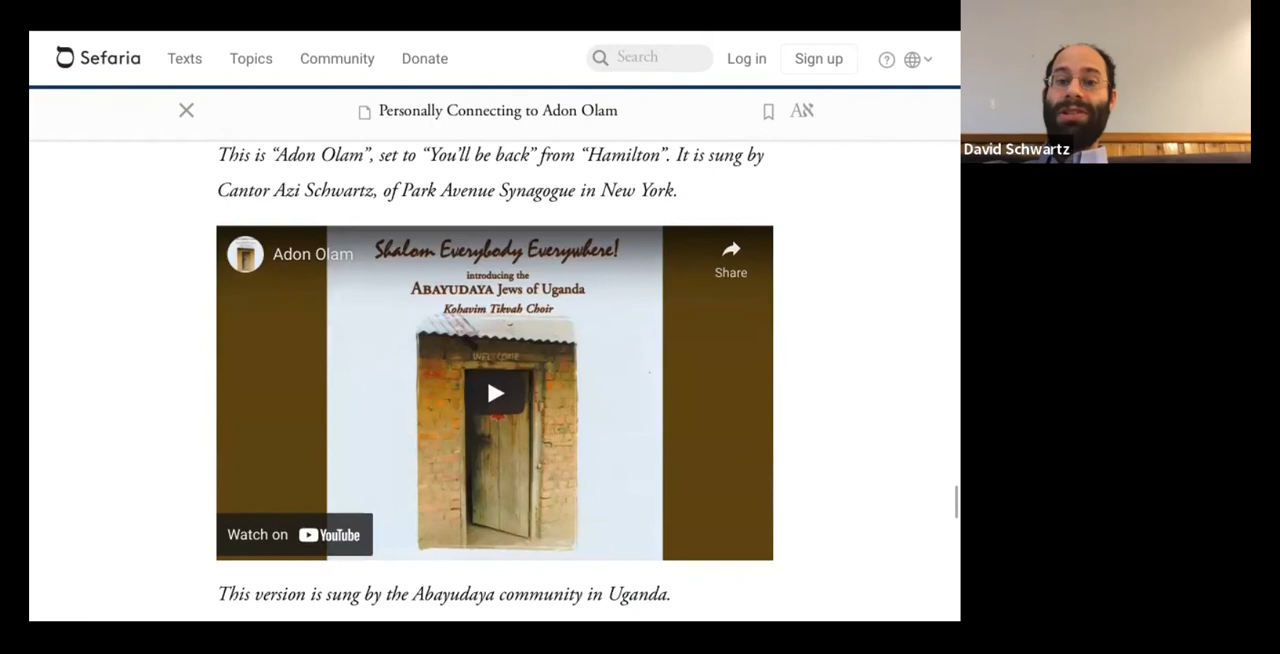 Sefaria
Texts
Topics
Community
Donate
Search
Log in
Sign up
Personally Connecting to Adon Olam
Aא
This is “Adon Olam”, set to “You’ll be back” from “Hamilton”. It is sung by
Cantor Azi Schwartz, of Park Avenue Synagogue in New York.
Adon Olam
Shalom Everybody Everywhere!
introducing the
ABAYUDAYA Jews of Uganda
Kohavim Tikvah Choir
WELCOME
Share
Watch on YouTube
This version is sung by the Abayudaya community in Uganda.
David Schwartz